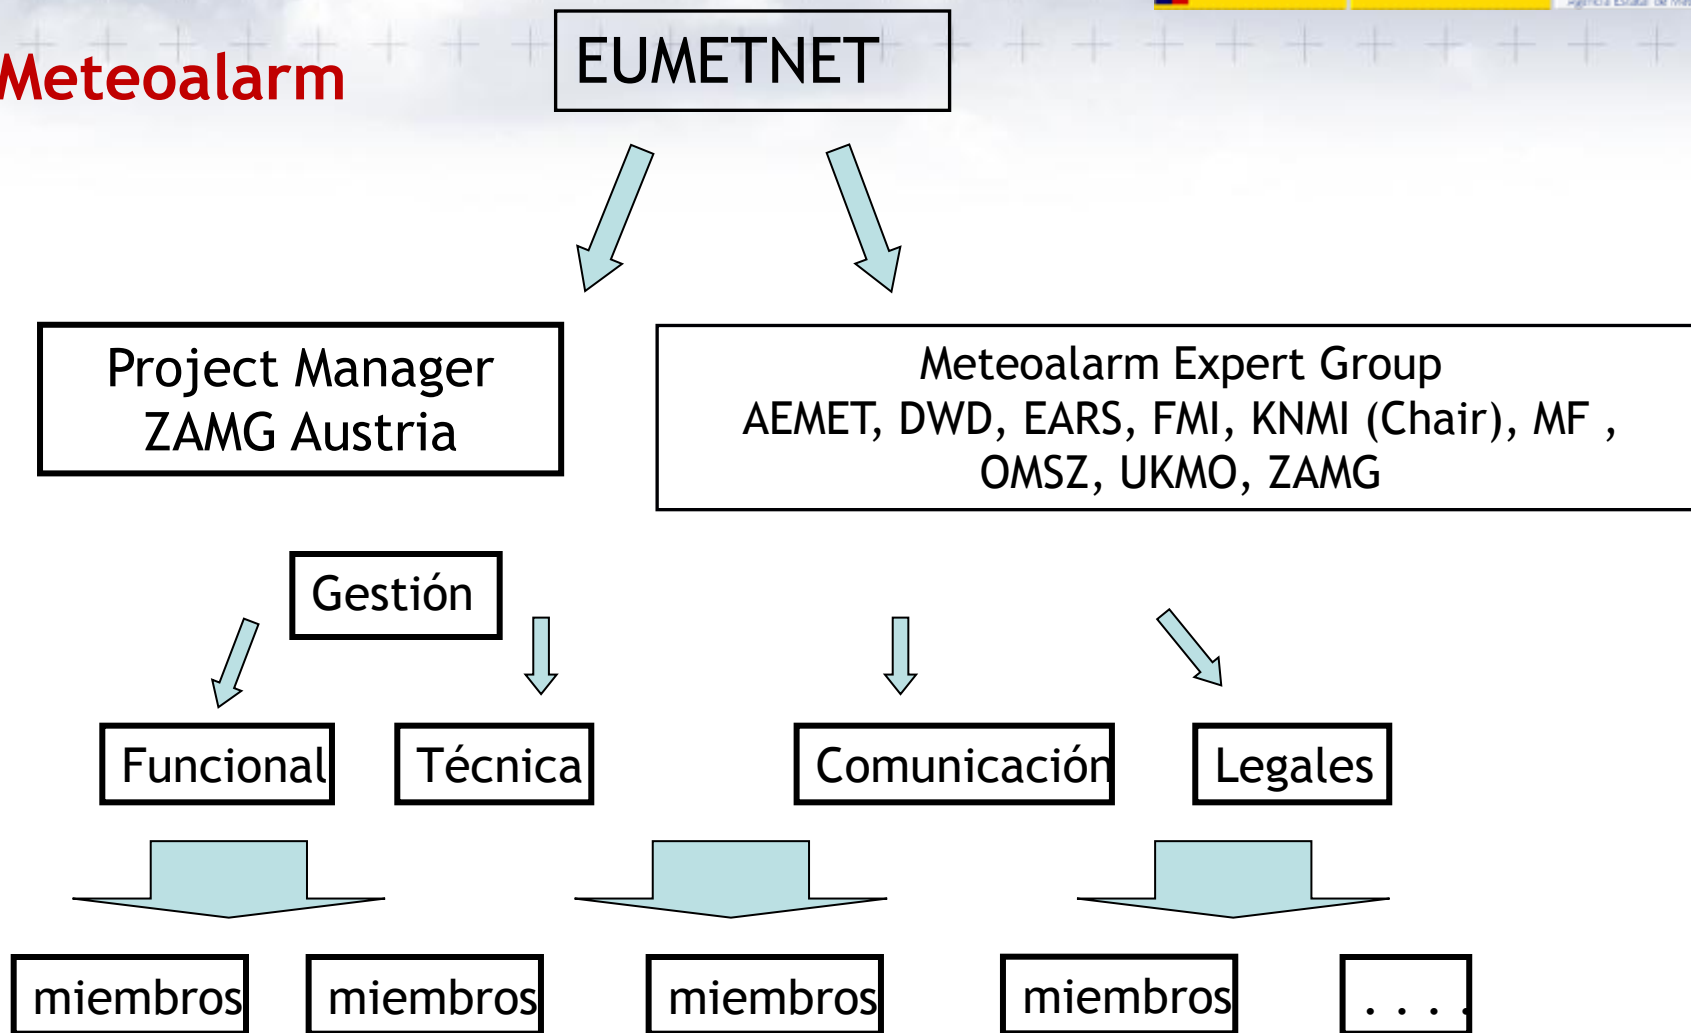 Meteoalarm
EUMETNET
Project Manager
ZAMG Austria
Meteoalarm Expert Group
AEMET, DWD, EARS, FMI, KNMI (Chair), MF ,
OMSZ, UKMO, ZAMG
Gestión
Funcional
Técnica
Comunicación
Legales
miembros
miembros
miembros
miembros
. . . .